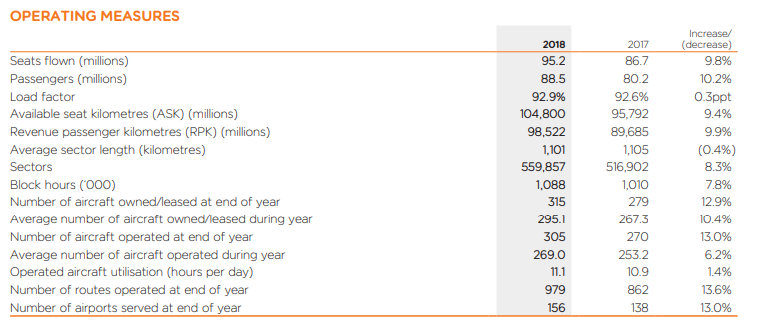 OPERATING MEASURES
Increase/
2018 2017 (decrease)
Seats flown (millions) 95.2 86.7 9.8%
Passengers (millions) 88.5 80.2 10.2%
Load factor 92.9% 92.6% 0.3ppt
Available seat kilometres (ASK) (millions) 104,800 95,792 9.4%
Revenue passenger kilometres (RPK) (millions) 98,522 89,685 9.9%
Average sector length (kilometres) 1,101 1,105 (0.4%)
Sectors 559,857 516,902 8.3%
Block hours ('000) 1,088 1,010 7.8%
Number of aircraft owned/leased at end of year 315 279 12.9%
Average number of aircraft owned/leased during year 295.1 267.3 10.4%
Number of aircraft operated at end of year 305 270 13.0%
Average number of aircraft operated during year 269.0 253.2 6.2%
Operated aircraft utilisation (hours per day) 11.1 10.9 1.4%
Number of routes operated at end of year 979 862 13.6%
Number of airports served at end of year 156 138 13.0%